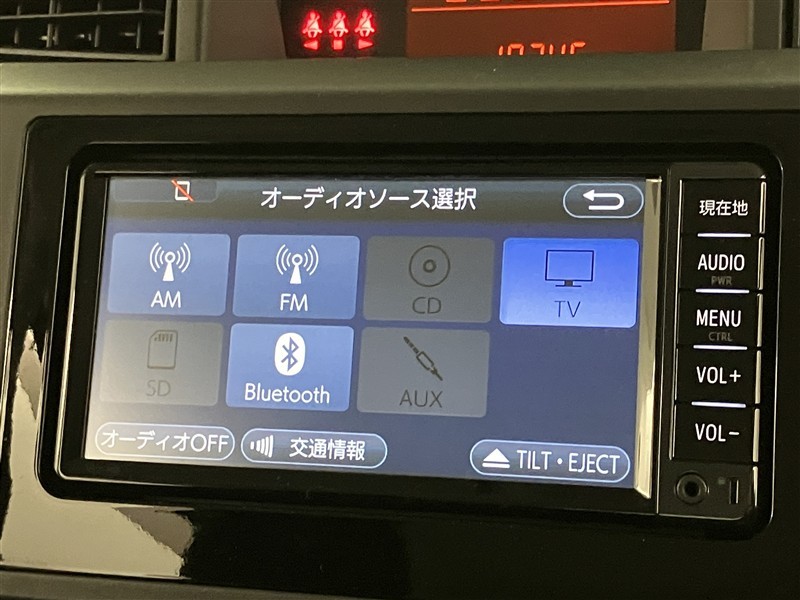 オーディオソース選択
現在地
AM
FM
CD
TV
AUDIO
PWR
SD
Bluetooth
AUX
MENU
CTRL
VOL+
オーディオOFF
交通情報
TILT・EJECT
VOL-